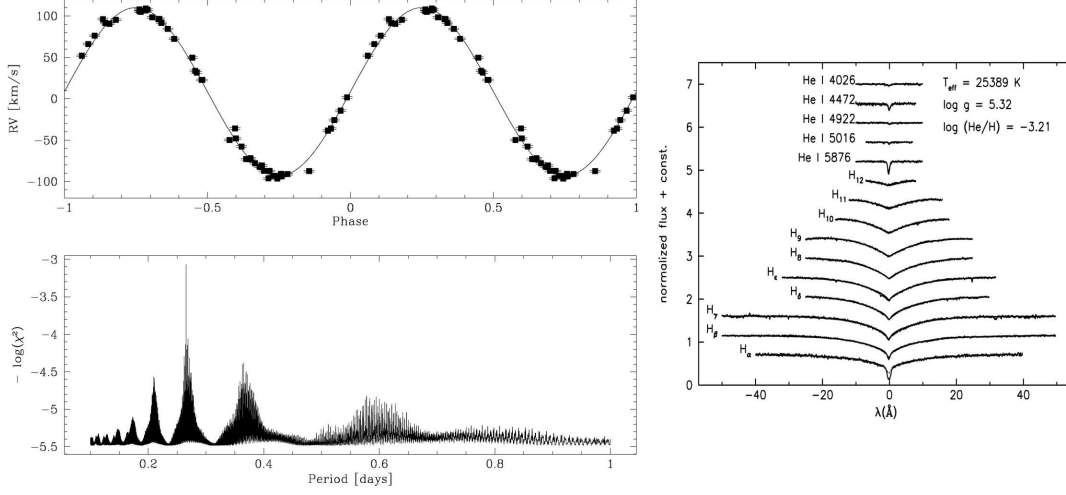 RV [km/s]
100
50
0
−50
−100
−1
−0.5
0
0.5
1
Phase
− log(χ²)
−3
−3.5
−4
−4.5
−5
−5.5
0.2
0.4
0.6
0.8
1
Period [days]
normalized flux + const.
7
6
5
4
3
2
1
0
He I 4026
He I 4472
He I 4922
He I 5016
He I 5876
H12
H11
H10
H9
H8
Hε
Hδ
Hγ
Hβ
Hα
Teff = 25389 K
log g = 5.32
log (He/H) = −3.21
−40
−20
0
20
40
λ(Å)